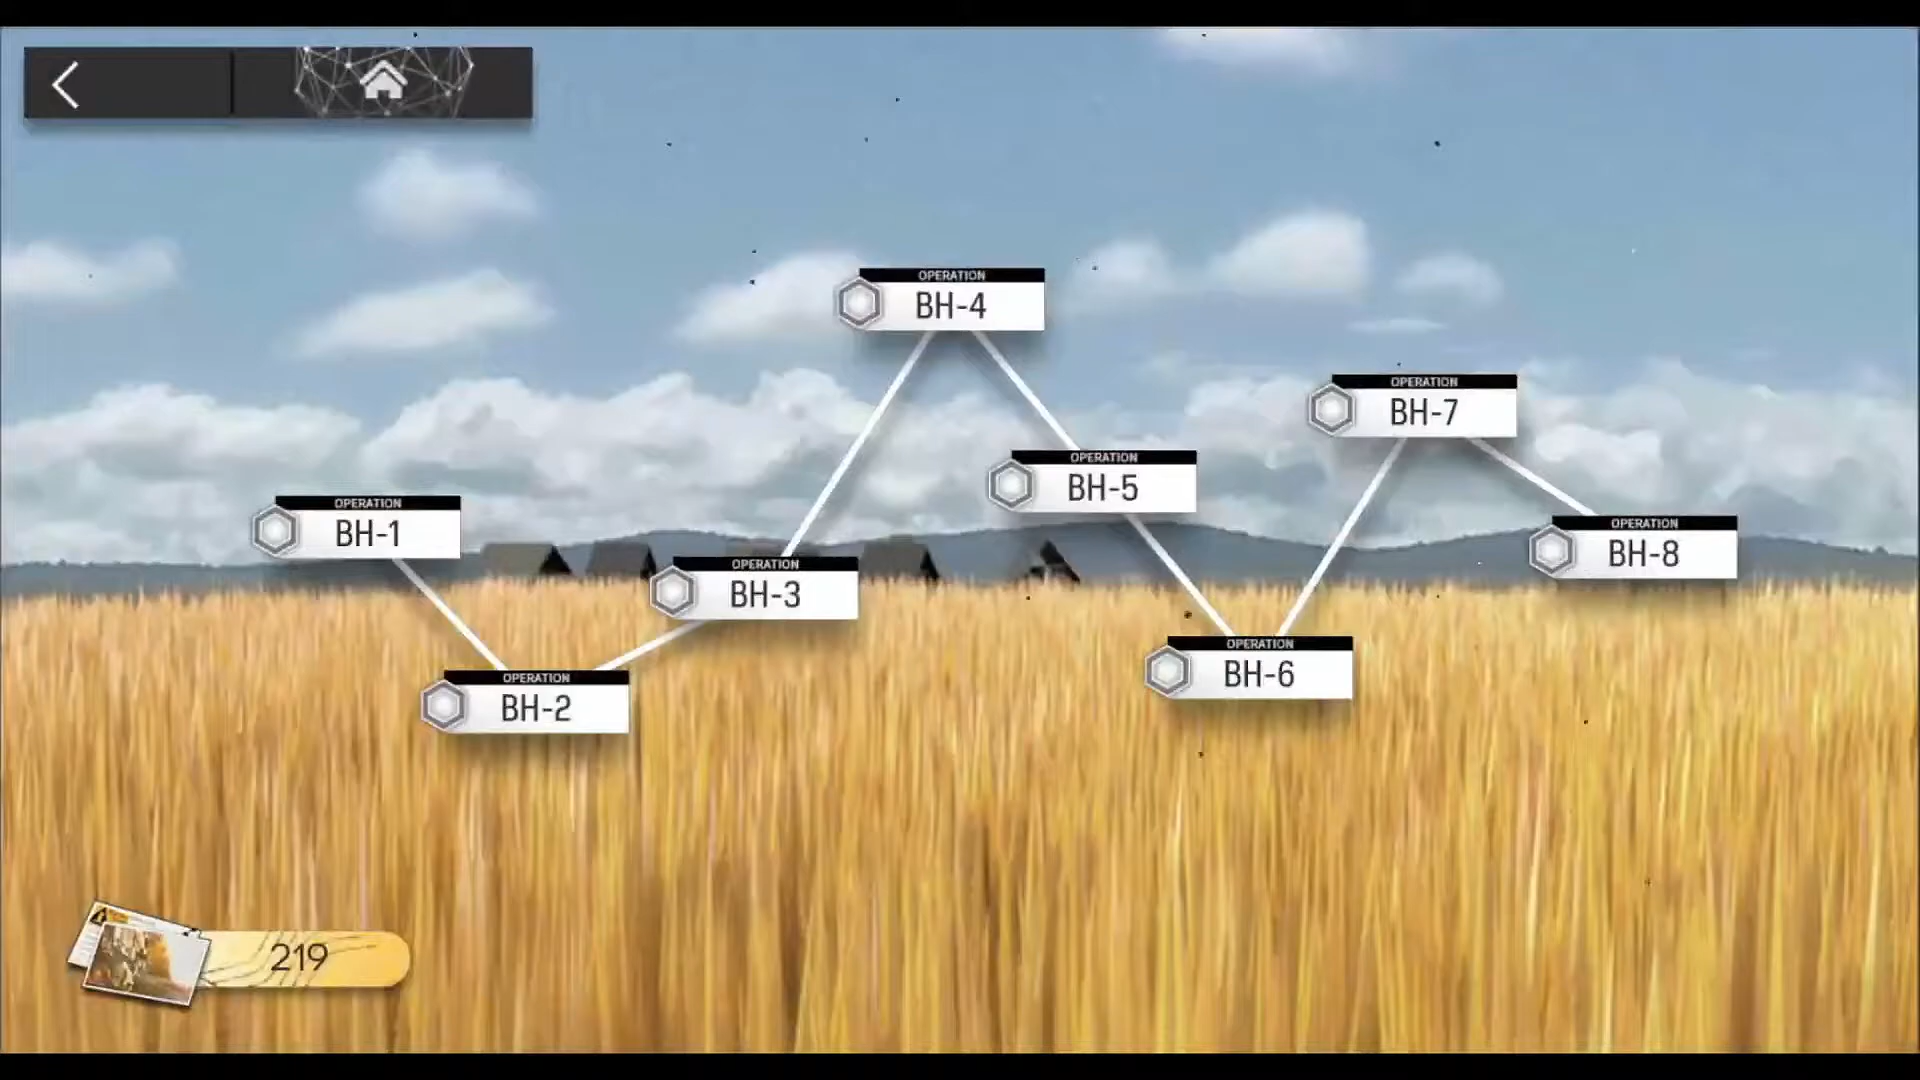 OPERATION
BH-1
OPERATION
BH-2
OPERATION
BH-3
OPERATION
BH-4
OPERATION
BH-5
OPERATION
BH-6
OPERATION
BH-7
OPERATION
BH-8
219